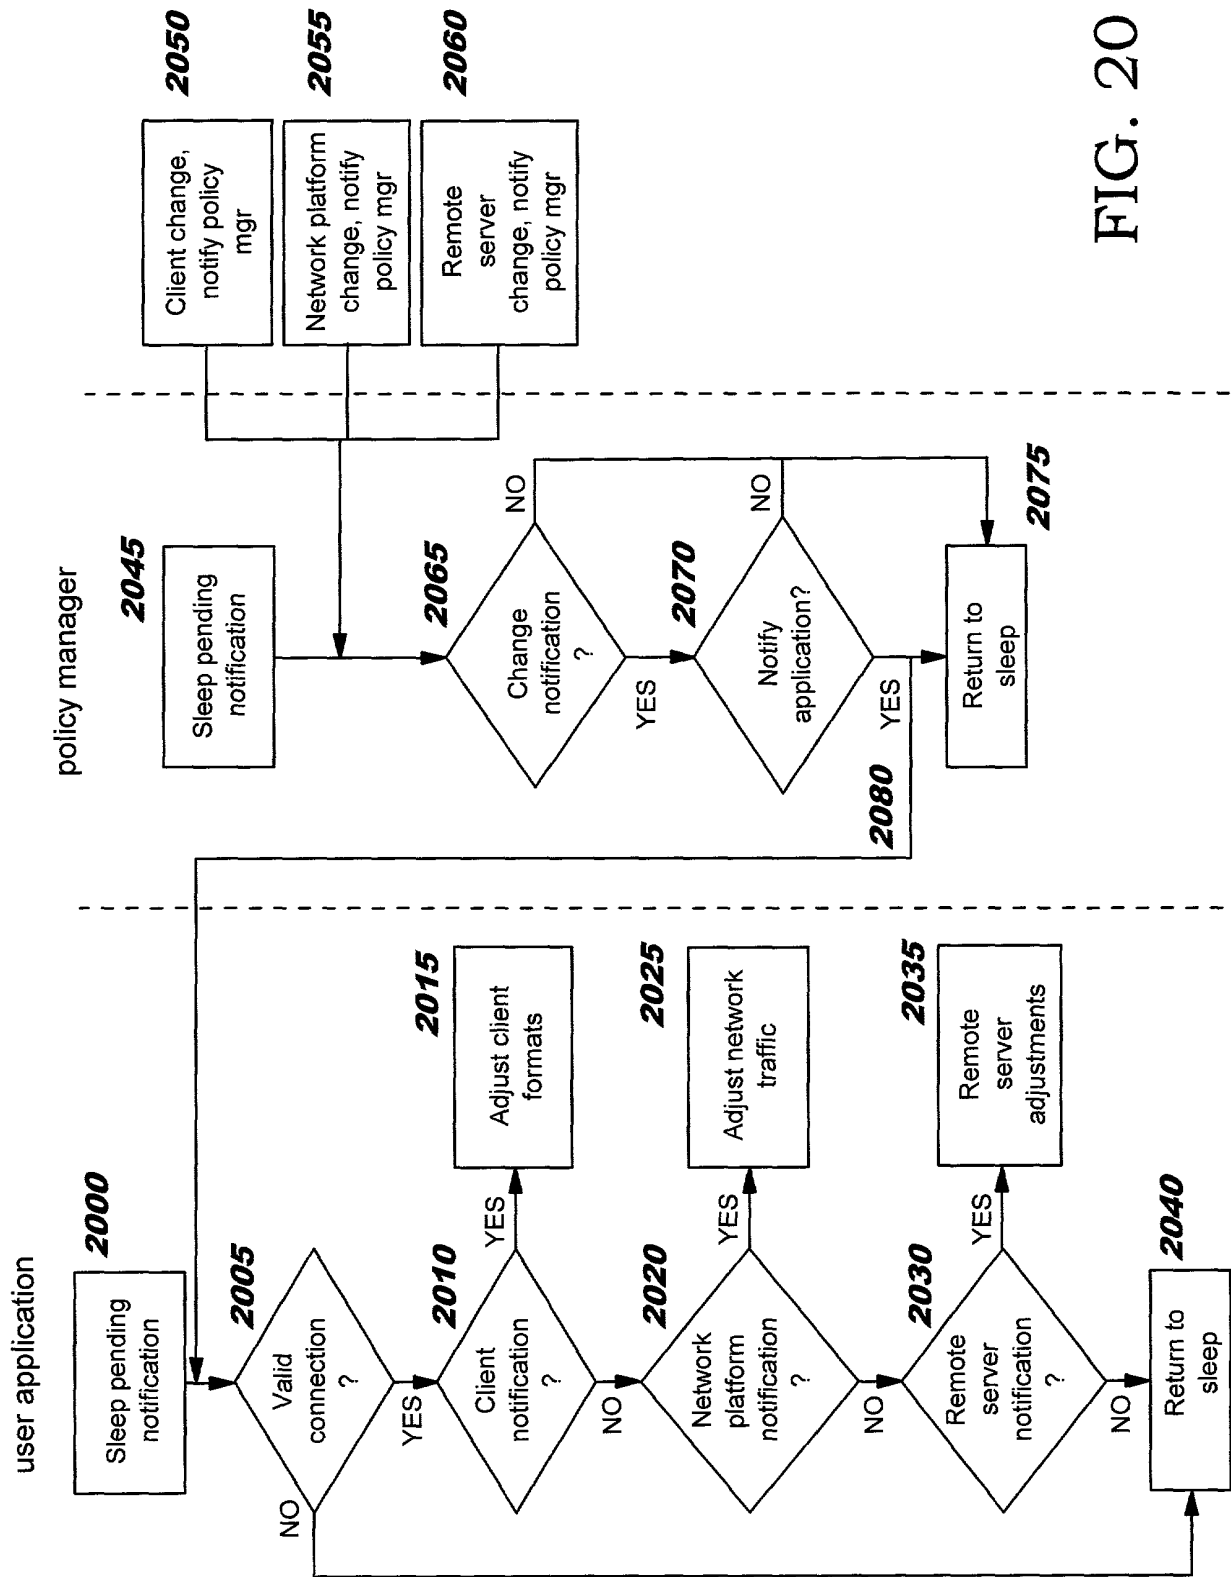 user application
2000
Sleep pending
notification
2005
Valid
connection
?
NO
YES
2010
Client
notification
?
YES
NO
2015
Adjust client
formats
2020
Network
platform
notification
?
YES
NO
2025
Adjust network
traffic
2030
Remote
server
notification
?
YES
NO
2035
Remote
server
adjustments
2040
Return to
sleep
policy manager
2045
Sleep pending
notification
2065
Change
notification
?
NO
YES
2070
Notify
application?
NO
YES
2080
2075
Return to
sleep
2050
Client change,
notify policy
mgr
2055
Network platform
change, notify
policy mgr
2060
Remote
server
change, notify
policy mgr
FIG. 20